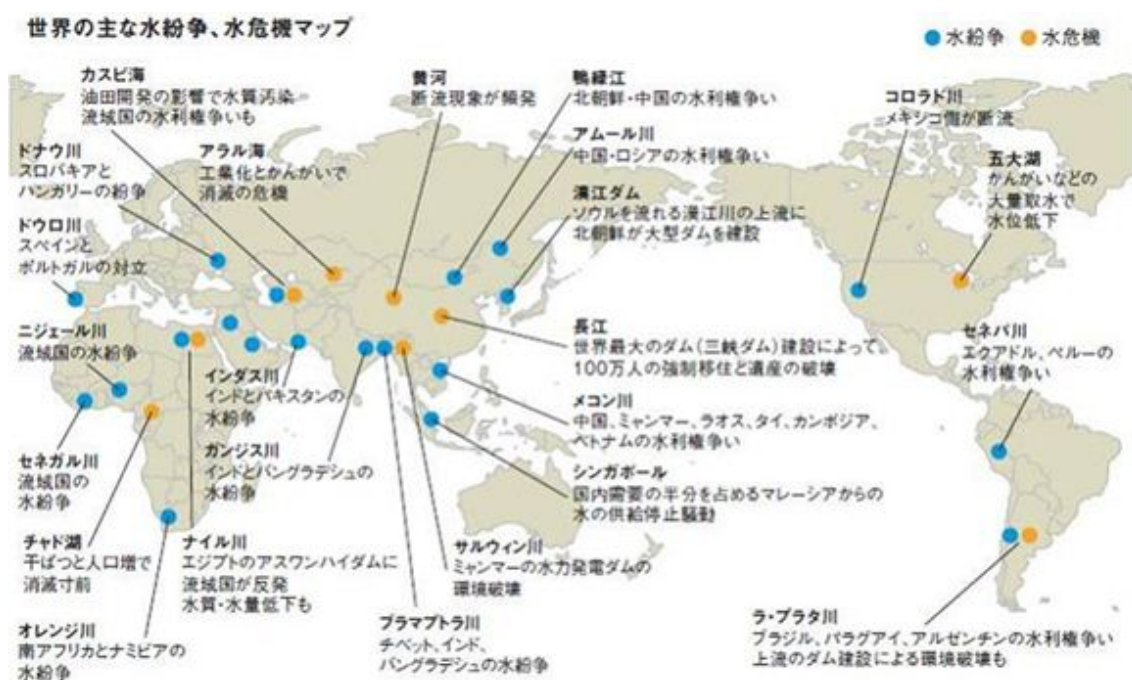 世界の主な水紛争、水危機マップ
水紛争 水危機
カスピ海
油田開発の影響で水質汚染
流域国の水利権争いも
黄河
断流現象が頻発
鴨緑江
北朝鮮・中国の水利権争い
コロラド川
メキシコ側が断流
アムール川
中国・ロシアの水利権争い
五大湖
かんがいなどの
大量取水で
水位低下
ドナウ川
スロバキアと
ハンガリーの紛争
アラル海
工業化とかんがいで
消滅の危機
漢江ダム
ソウルを流れる漢江川の上流に
北朝鮮が大型ダムを建設
ドウロ川
スペインと
ポルトガルの対立
ニジェール川
流域国の水紛争
長江
世界最大のダム(三峡ダム)建設によって、
100万人の強制移住と遺産の破壊
セネパ川
エクアドル、ペルーの
水利権争い
インダス川
インドとパキスタンの
水紛争
メコン川
中国、ミャンマー、ラオス、タイ、カンボジア、
ベトナムの水利権争い
セネガル川
流域国の
水紛争
ガンジス川
インドとバングラデシュの
水紛争
シンガポール
国内需要の半分を占めるマレーシアからの
水の供給停止騒動
チャド湖
干ばつと人口増で
消滅寸前
ナイル川
エジプトのアスワンハイダムに
流域国が反発
水質・水量低下も
サルウィン川
ミャンマーの水力発電ダムの
環境破壊
オレンジ川
南アフリカとナミビアの
水紛争
ブラマプトラ川
チベット、インド、
バングラデシュの水紛争
ラ・プラタ川
ブラジル、パラグアイ、アルゼンチンの水利権争い
上流のダム建設による環境破壊も